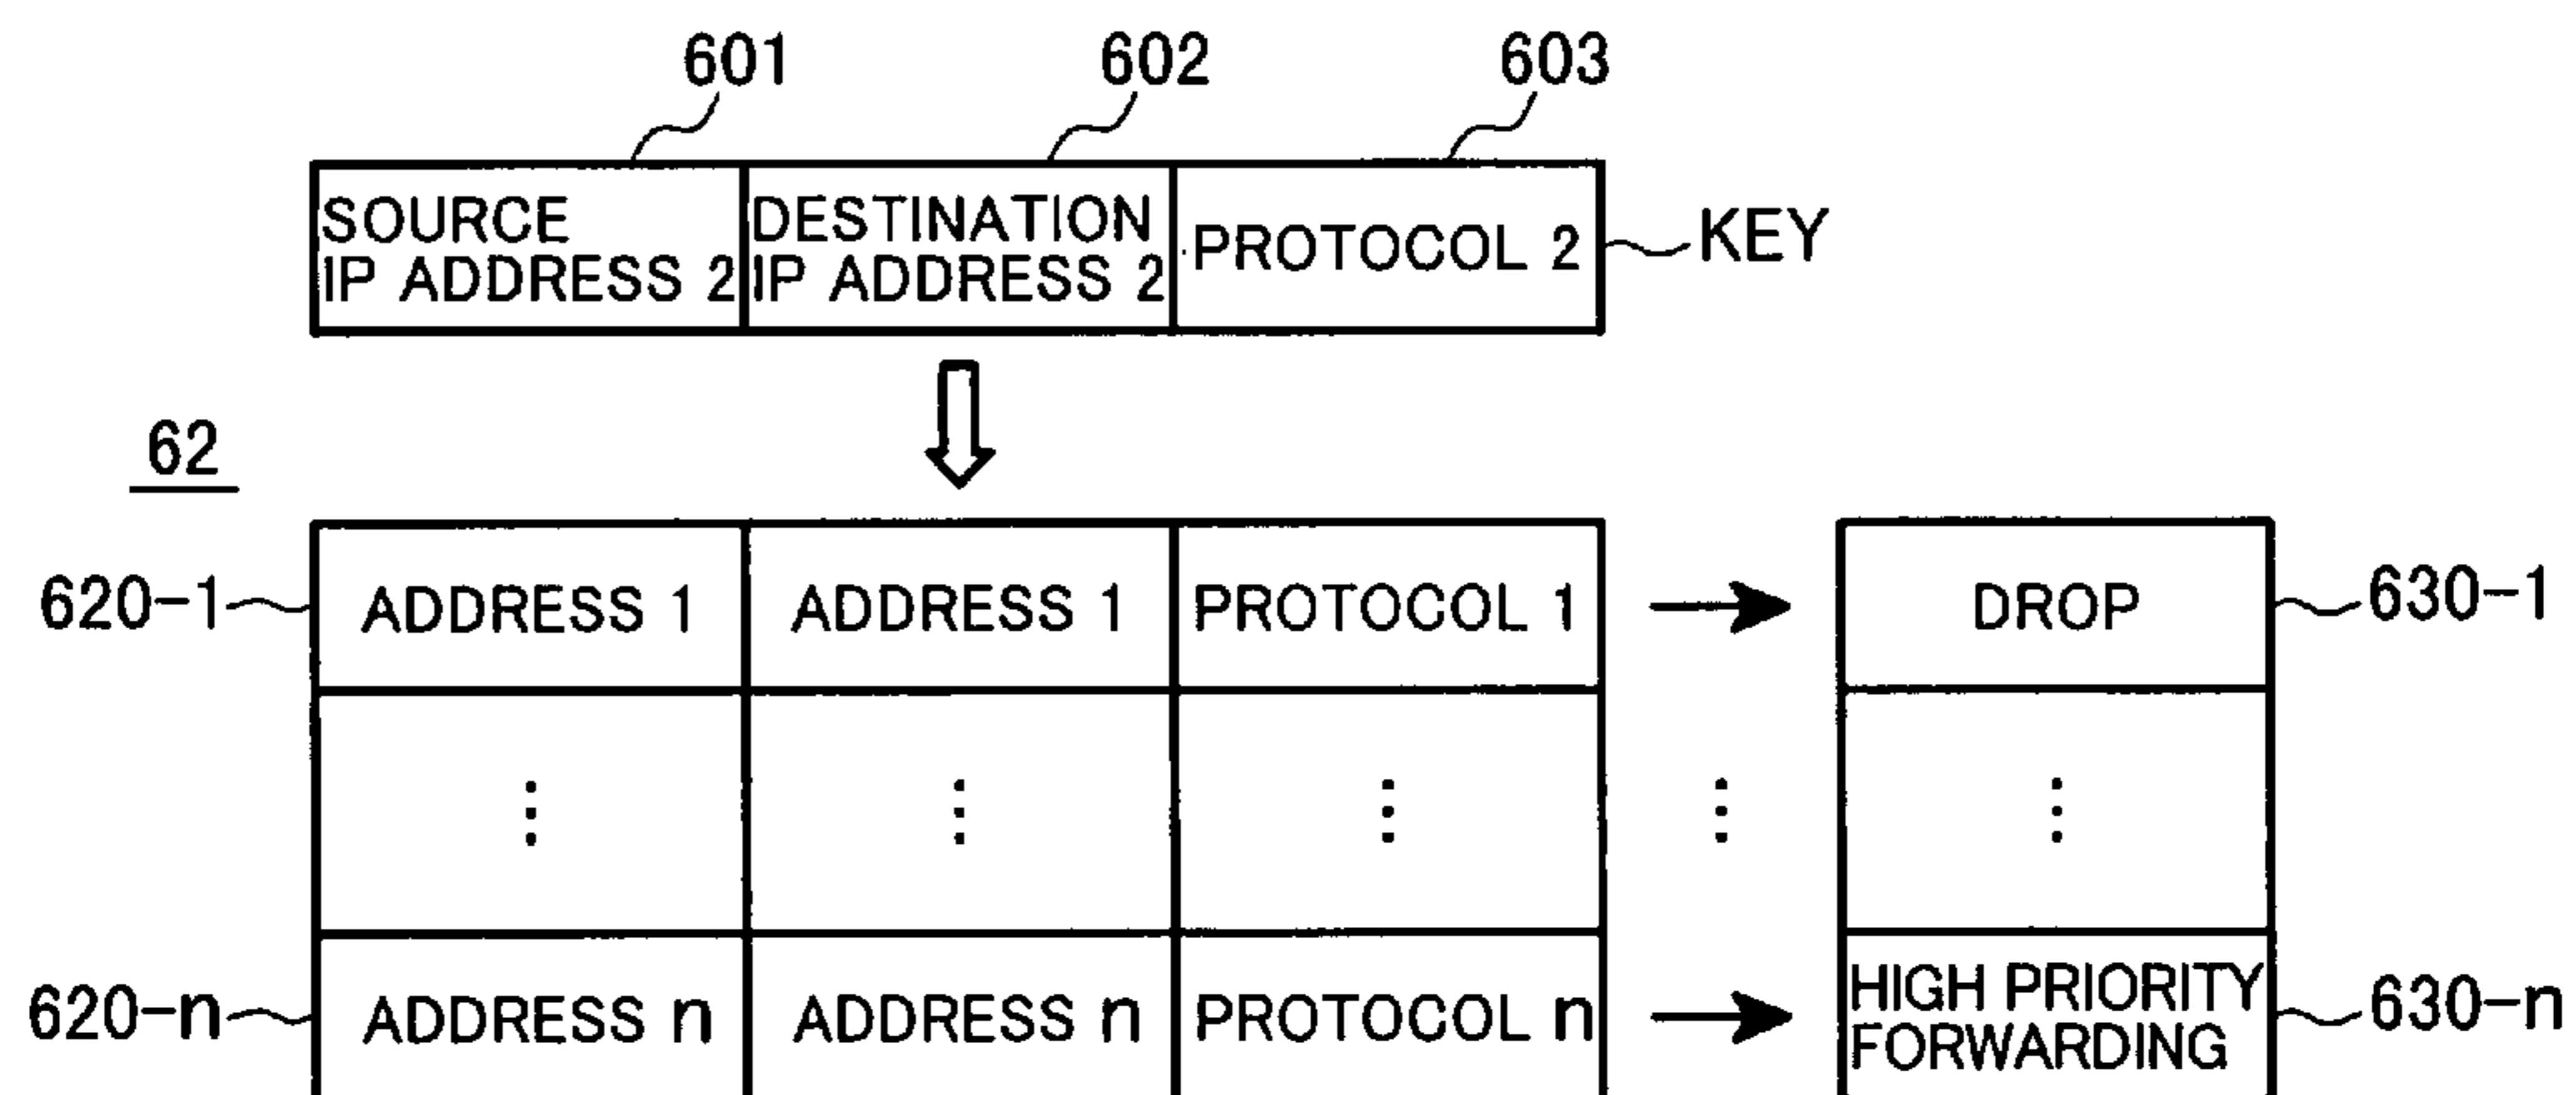 601 602 603
SOURCE IP ADDRESS 2
DESTINATION IP ADDRESS 2
PROTOCOL 2
KEY
62
620-1 ADDRESS 1 ADDRESS 1 PROTOCOL 1 DROP 630-1
620-n ADDRESS n ADDRESS n PROTOCOL n HIGH PRIORITY FORWARDING 630-n